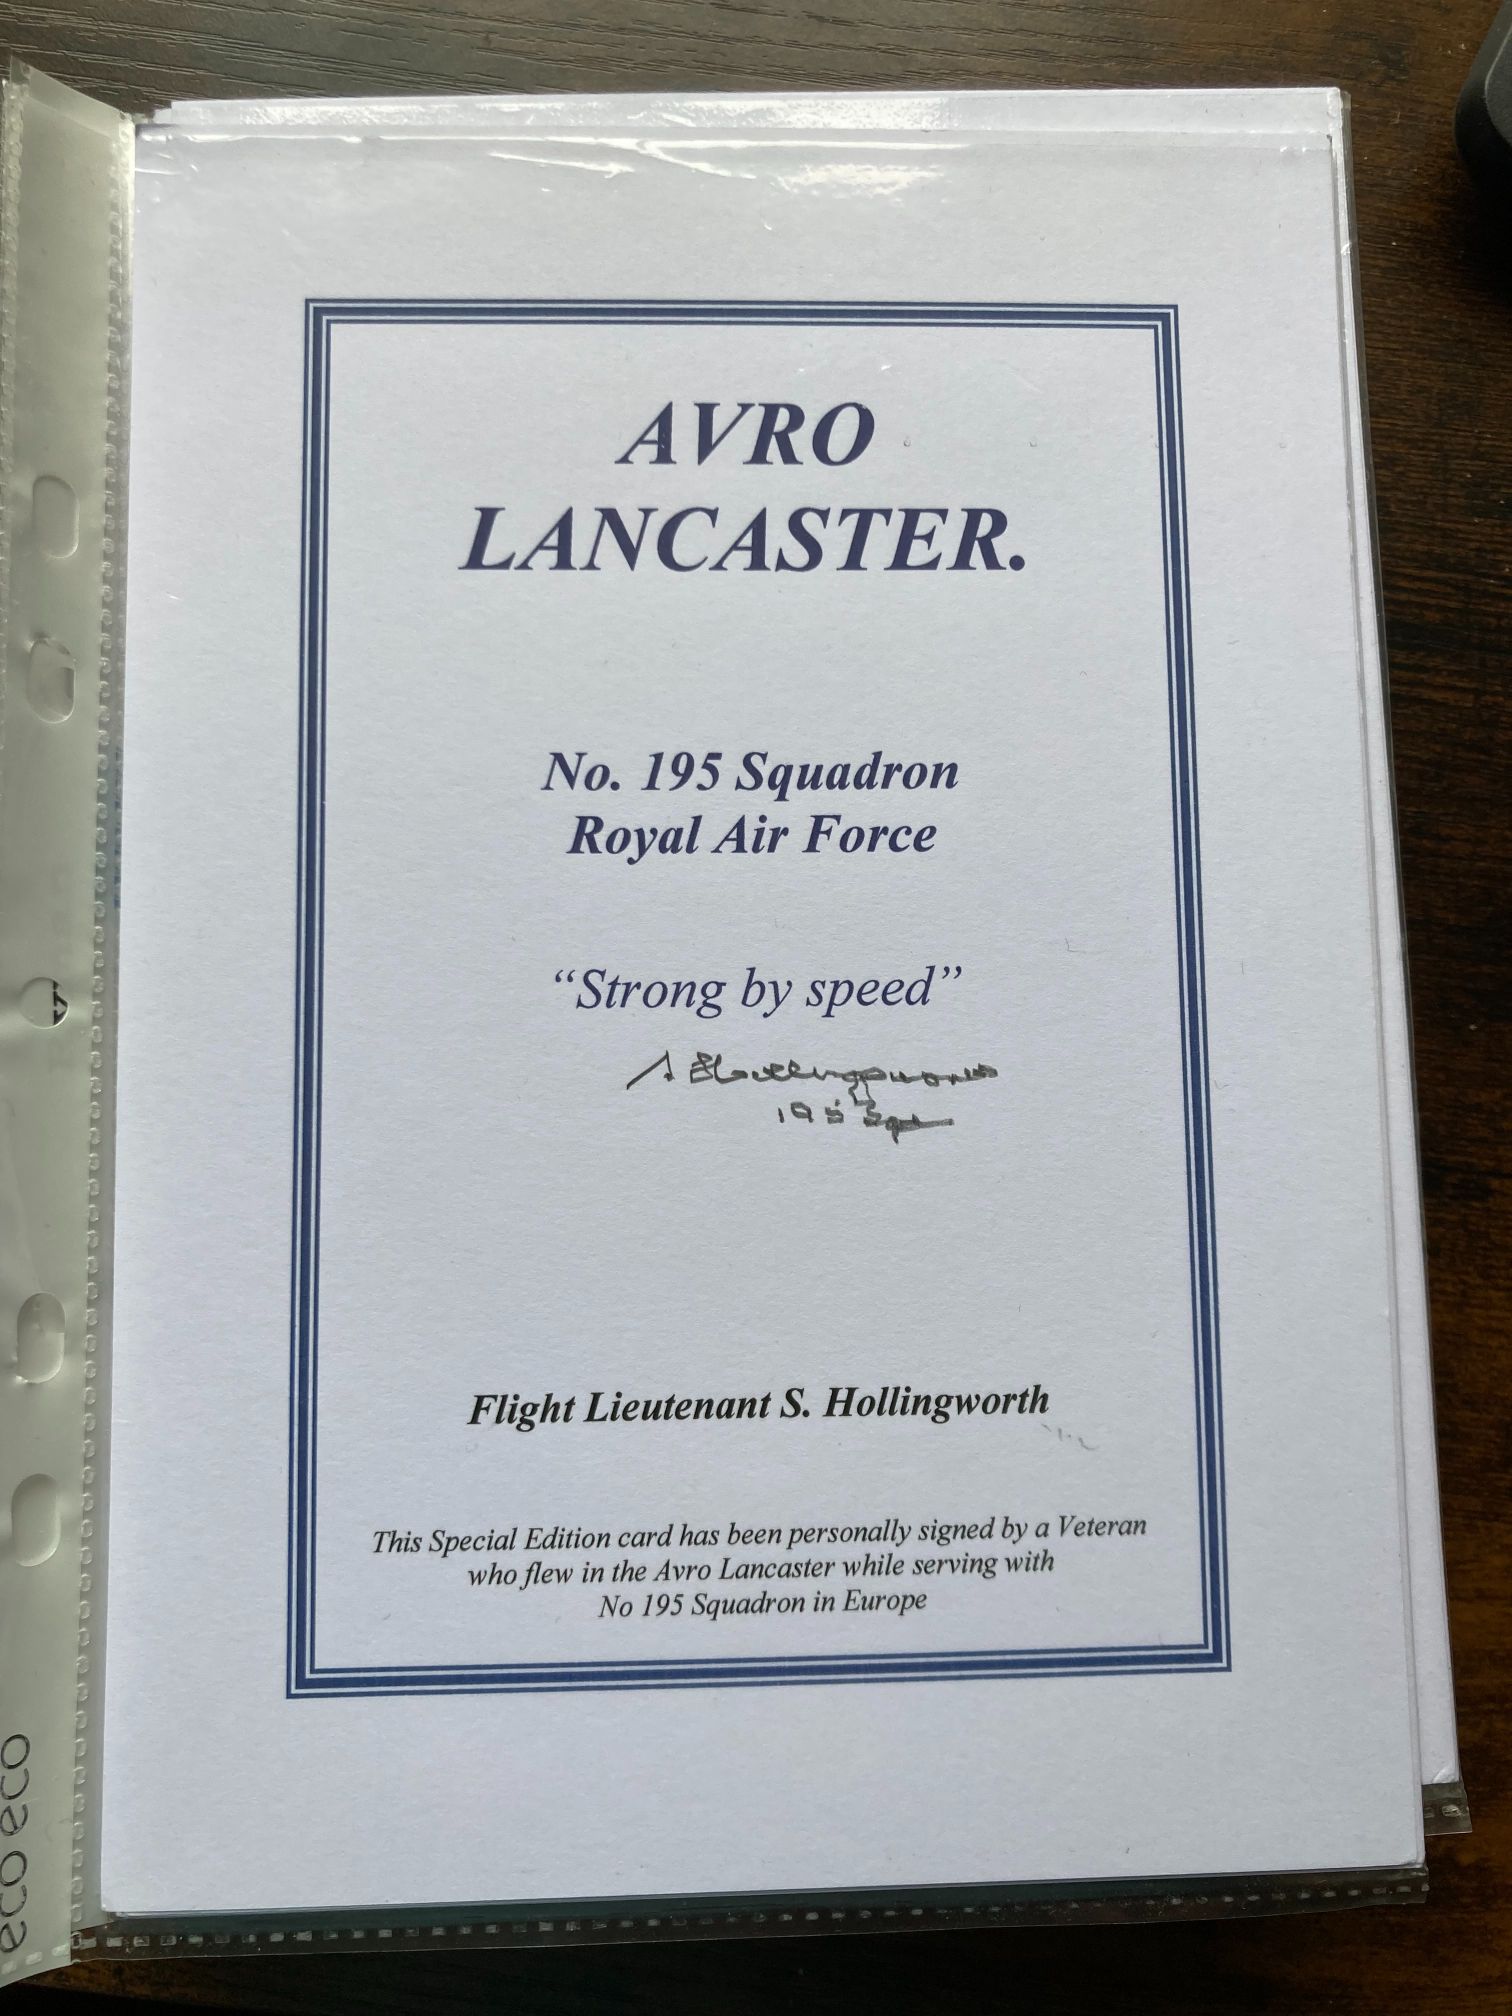 AVRO
LANCASTER.
No. 195 Squadron
Royal Air Force
“Strong by speed”
S Hollingworth
195 Sqn
Flight Lieutenant S. Hollingworth
This Special Edition card has been personally signed by a Veteran
who flew in the Avro Lancaster while serving with
No 195 Squadron in Europe
eco eco